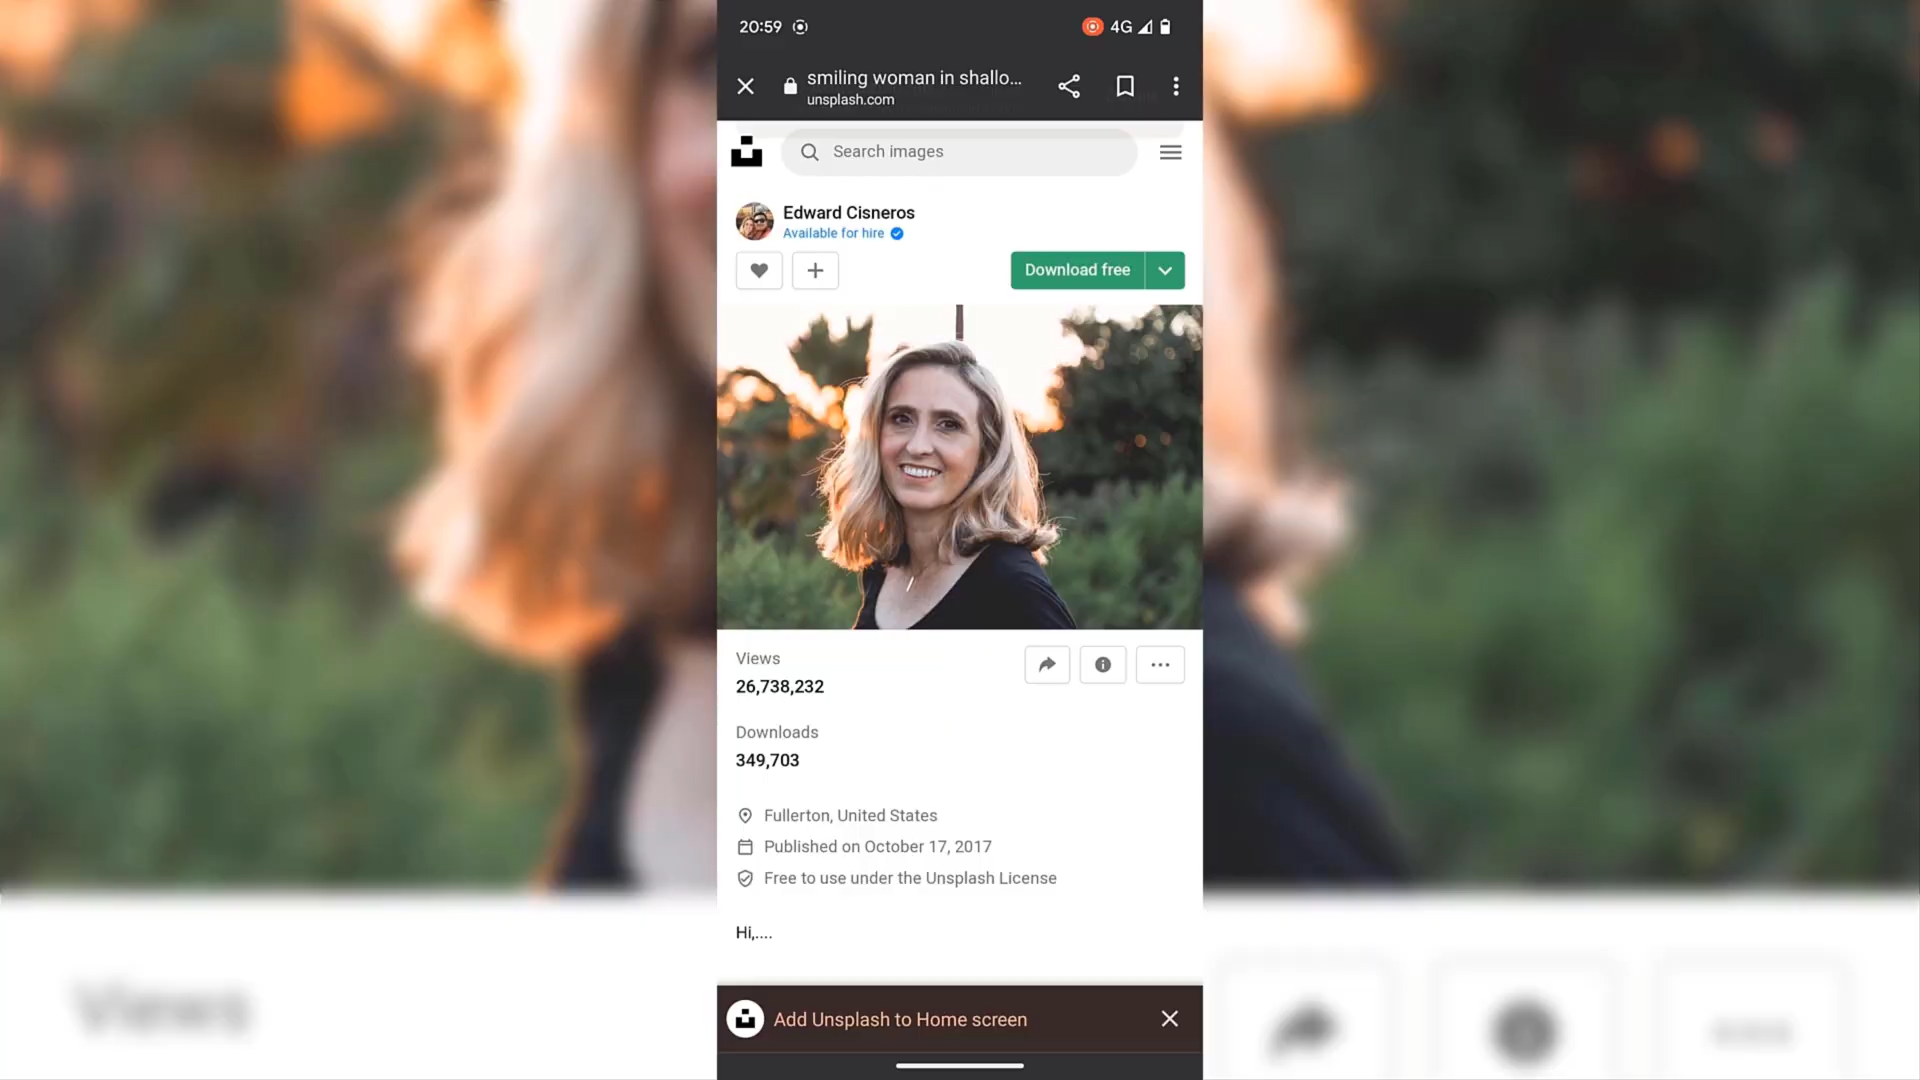 20:59
4G
smiling woman in shallo...
unsplash.com
Search images
Edward Cisneros
Available for hire
Download free
Views
26,738,232
Downloads
349,703
Fullerton, United States
Published on October 17, 2017
Free to use under the Unsplash License
Hi,....
Views
Add Unsplash to Home screen